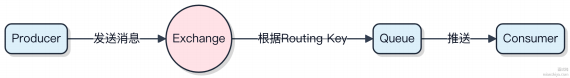 Producer
发送消息
Exchange
根据Routing Key
Queue
推送
Consumer